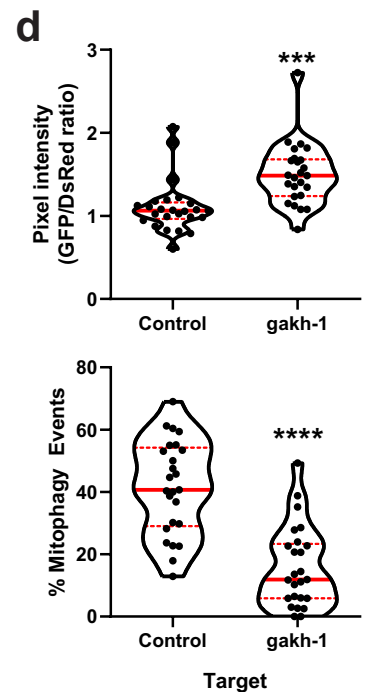 d
Pixel intensity
(GFP/DsRed ratio)
3
2
1
0
***
Control gakh-1
% Mitophagy Events
80
60
40
20
0
****
Control gakh-1
Target